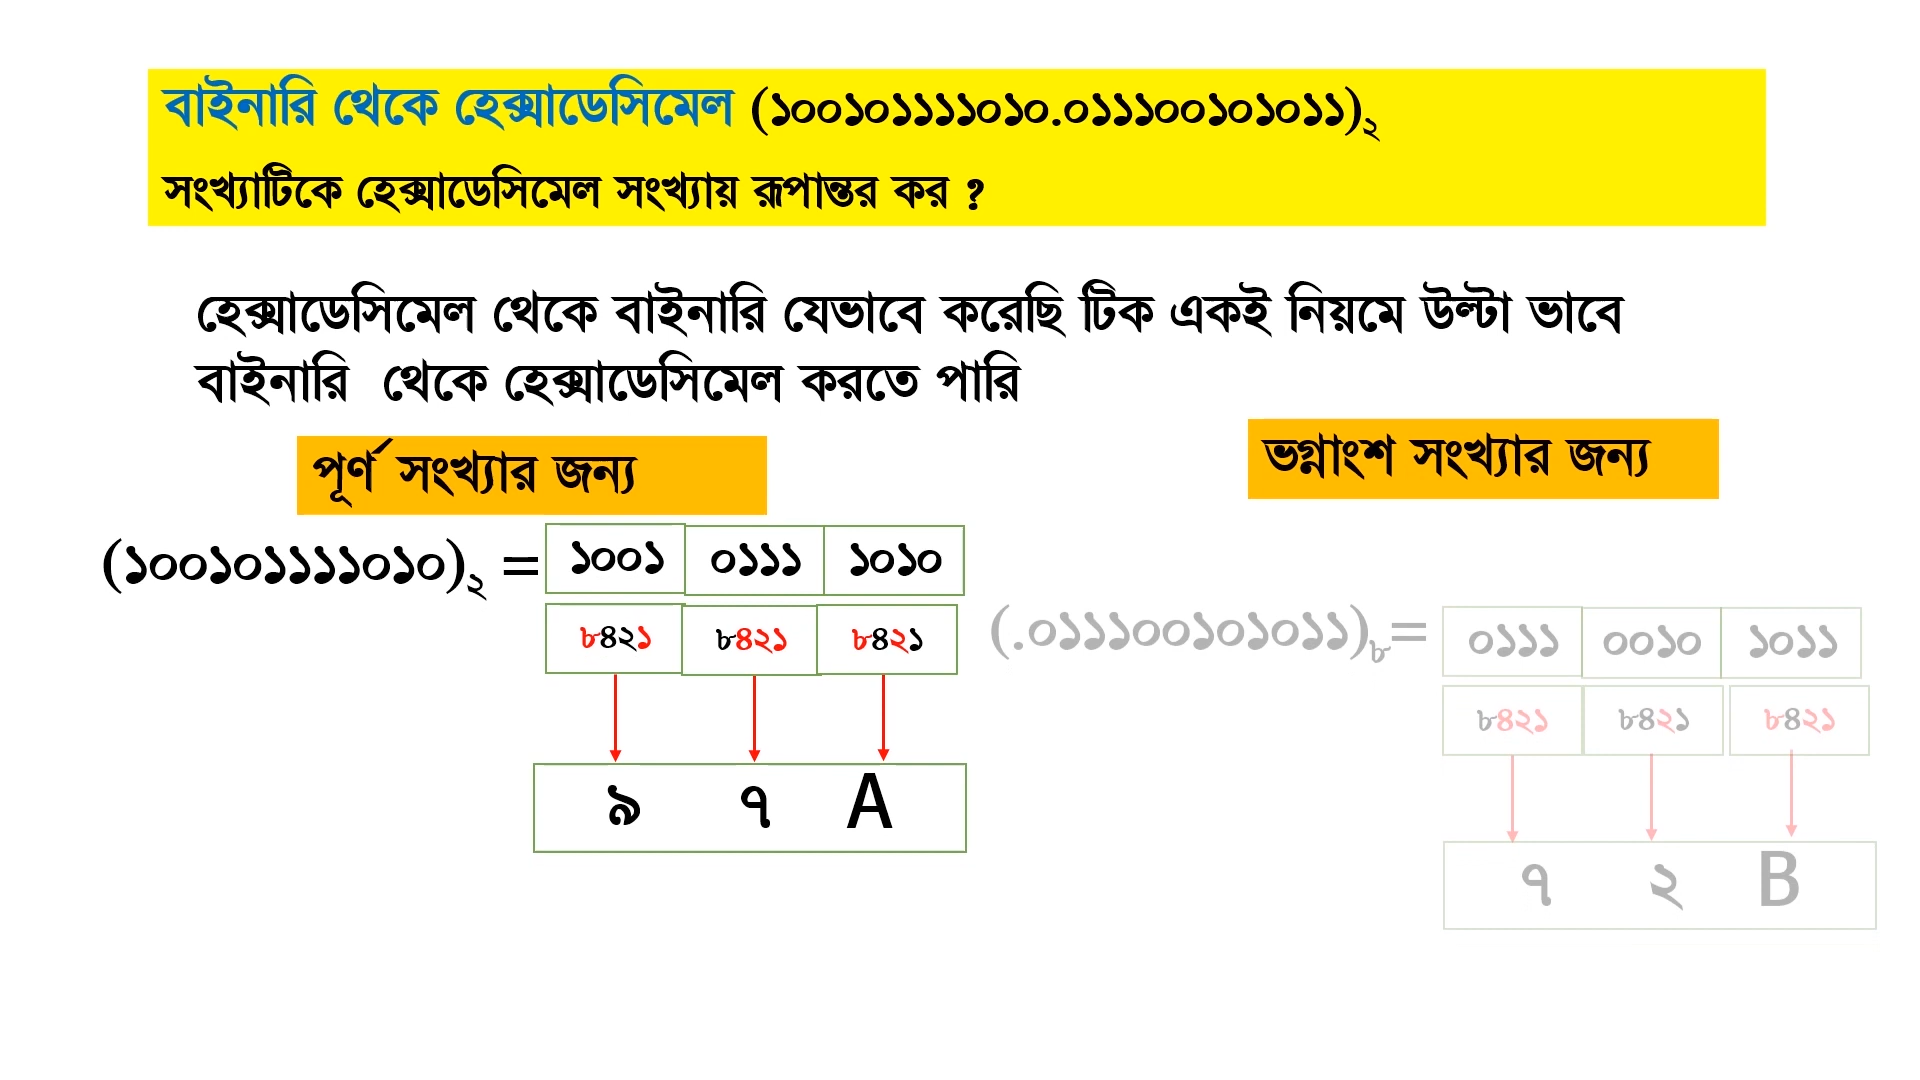 বাইনারি থেকে হেক্সাডেসিমেল (১০০১০১১১১০১০.০১১১০০১০১০১১)২
সংখ্যাটিকে হেক্সাডেসিমেল সংখ্যায় রূপান্তর কর ?
হেক্সাডেসিমেল থেকে বাইনারি যেভাবে করেছি টিক একই নিয়মে উল্টা ভাবে
বাইনারি থেকে হেক্সাডেসিমেল করতে পারি
পূর্ণ সংখ্যার জন্য
(১০০১০১১১১০১০)২ = ১০০১ ০১১১ ১০১০
৮৪২১ ৮৪২১ ৮৪২১
৯ ৭ A
ভগ্নাংশ সংখ্যার জন্য
(.০১১১০০১০১০১১)৮= ০১১১ ০০১০ ১০১১
৮৪২১ ৮৪২১ ৮৪২১
৭ ২ B